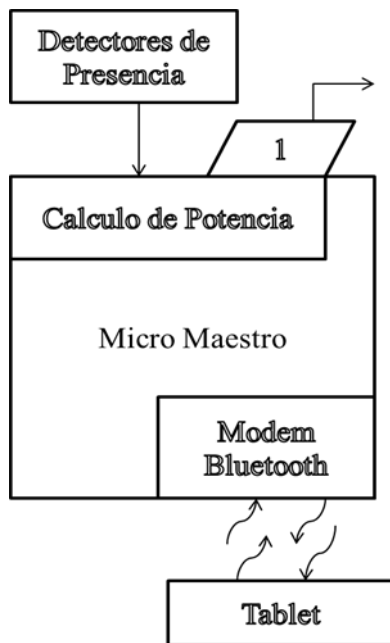 Detectores de
Presencia
1
Calculo de Potencia
Micro Maestro
Modem
Bluetooth
Tablet